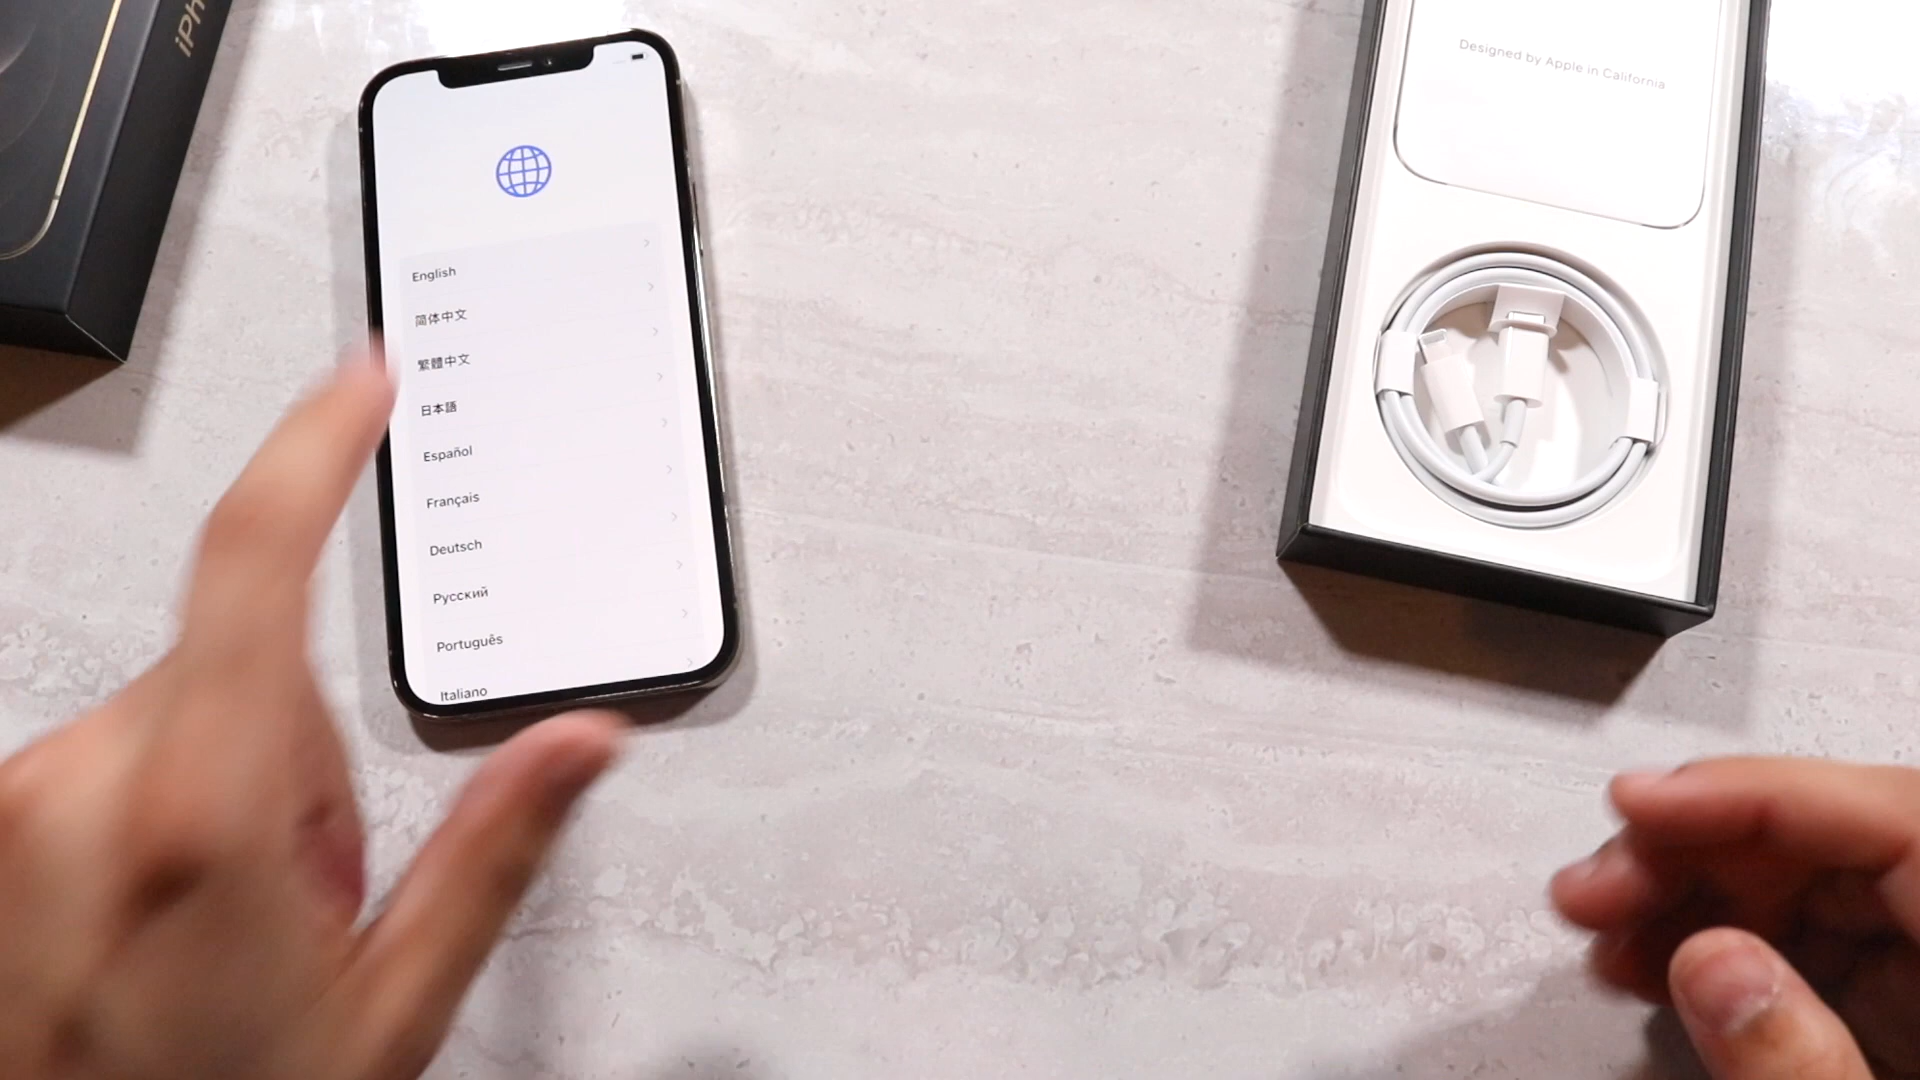 iPh
Designed by Apple in California
English
简体中文
繁體中文
日本語
Español
Français
Deutsch
Русский
Português
Italiano